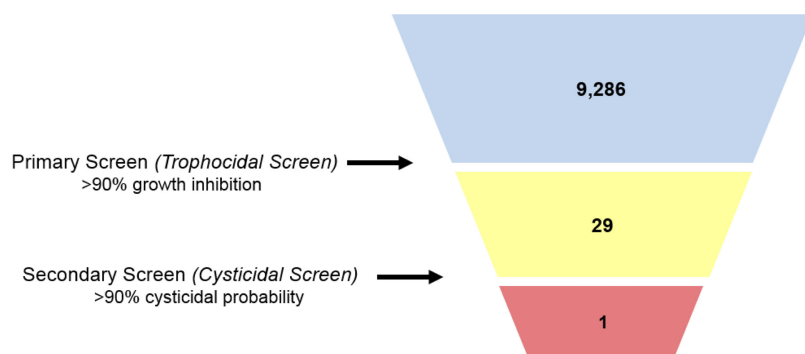 9,286
Primary Screen (Trophocidal Screen)
>90% growth inhibition
29
Secondary Screen (Cysticidal Screen)
>90% cysticidal probability
1